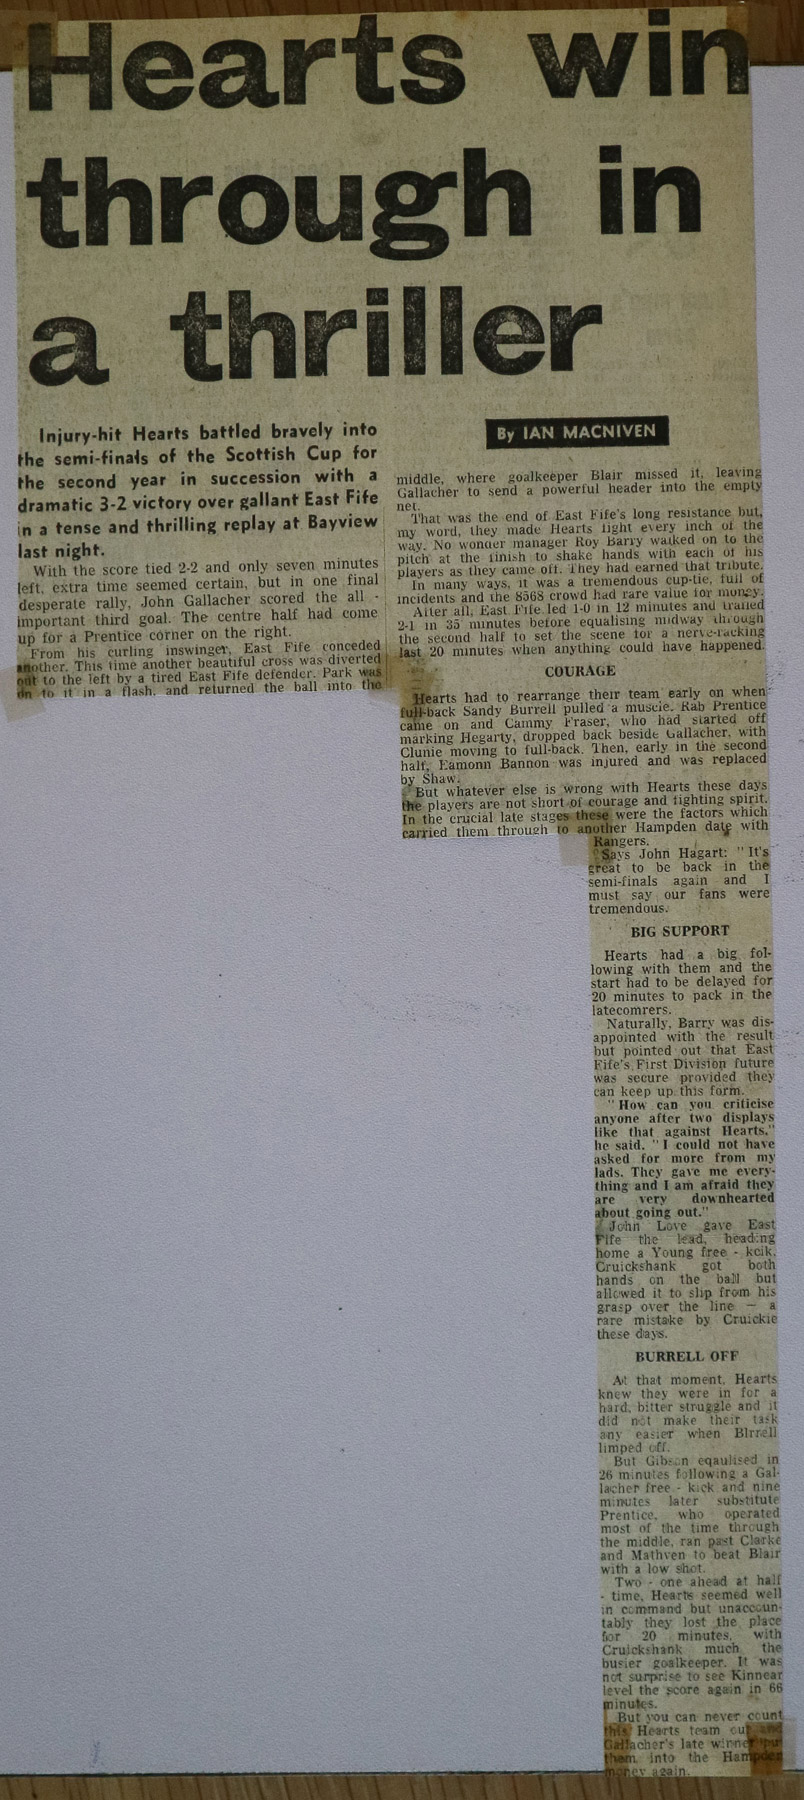 Hearts win
through in
a thriller
Injury-hit Hearts battled bravely into
the semi-finals of the Scottish Cup for
the second year in succession with a
dramatic 3-2 victory over gallant East Fife
in a tense and thrilling replay at Bayview
last night.
With the score tied 2-2 and only seven minutes
left, extra time seemed certain, but in one final
desperate rally, John Gallacher scored the all -
important third goal. The centre half had come
up for a Prentice corner on the right.
From his curling inswinger, East Fife conceded
another. This time another beautiful cross was diverted
out to the left by a tired East Fife defender. Park was
on to it in a flash, and returned the ball into the
By IAN MACNIVEN
middle, where goalkeeper Blair missed it, leaving
Gallacher to send a powerful header into the empty
net.
That was the end of East Fife's long resistance but,
my word, they made Hearts fight every inch of the
way. No wonder manager Roy Barry walked on to the
pitch at the finish to shake hands with each of his
players as they came off. They had earned that tribute.
In many ways, it was a tremendous cup-tie, full of
incidents and the 8568 crowd had rare value for money.
After all, East Fife led 1-0 in 12 minutes and trailed
2-1 in 35 minutes before equalising midway through
the second half to set the scene for a nerve-racking
last 20 minutes when anything could have happened.
COURAGE
Hearts had to rearrange their team early on when
full-back Sandy Burrell pulled a muscle. Rab Prentice
came on and Cammy Fraser, who had started off
marking Hegarty, dropped back beside Gallacher, with
Clunie moving to full-back. Then, early in the second
half, Eamonn Bannon was injured and was replaced
by Shaw.
But whatever else is wrong with Hearts these days
the players are not short of courage and fighting spirit.
In the crucial late stages these were the factors which
carried them through to another Hampden date with
Rangers.
Says John Hagart: "It's
great to be back in the
semi-finals again and I
must say our fans were
tremendous.
BIG SUPPORT
Hearts had a big fol-
lowing with them and the
start had to be delayed for
20 minutes to pack in the
latecomrers.
Naturally, Barry was dis-
appointed with the result
but pointed out that East
Fife's First Division future
was secure provided they
can keep up this form.
"How can you criticise
anyone after two displays
like that against Hearts,"
he said. "I could not have
asked for more from my
lads. They gave me every-
thing and I am afraid they
are very downhearted
about going out."
John Love gave East
Fife the lead, heading
home a Young free - kcik.
Cruickshank got both
hands on the ball but
allowed it to slip from his
grasp over the line — a
rare mistake by Cruickie
these days.
BURRELL OFF
At that moment, Hearts
knew they were in for a
hard, bitter struggle and it
did not make their task
any easier when Blrrell
limped off.
But Gibson eqaulised in
26 minutes following a Gal-
lacher free - kick and nine
minutes later substitute
Prentice, who operated
most of the time through
the middle, ran past Clarke
and Mathven to beat Blair
with a low shot.
Two - one ahead at half
- time, Hearts seemed well
in command but unaccoun-
tably they lost the place
for 20 minutes, with
Cruickshank much the
busier goalkeeper. It was
not surprise to see Kinnear
level the score again in 66
minutes.
But you can never count
this Hearts team out and
Gallacher's late winner put
them into the Hampden
money again.